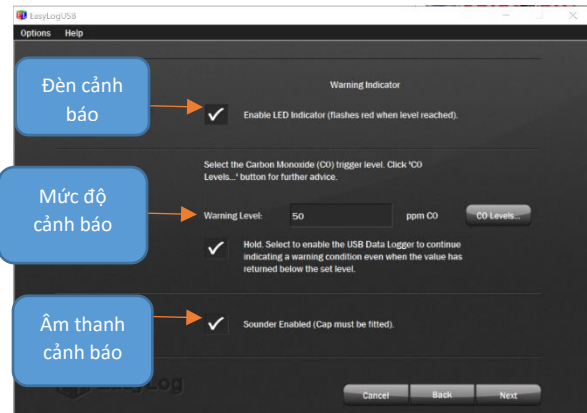 EasyLogUSB
Options Help
Warning Indicator
Đèn cảnh
báo
Enable LED Indicator (flashes red when level reached).
Select the Carbon Monoxide (CO) trigger level. Click 'CO
Levels...' button for further advice.
Mức độ
cảnh báo
Warning Level: 50 ppm CO CO Levels...
Hold. Select to enable the USB Data Logger to continue
indicating a warning condition even when the value has
returned below the set level.
Âm thanh
cảnh báo
Sounder Enabled (Cap must be fitted).
Cancel Back Next